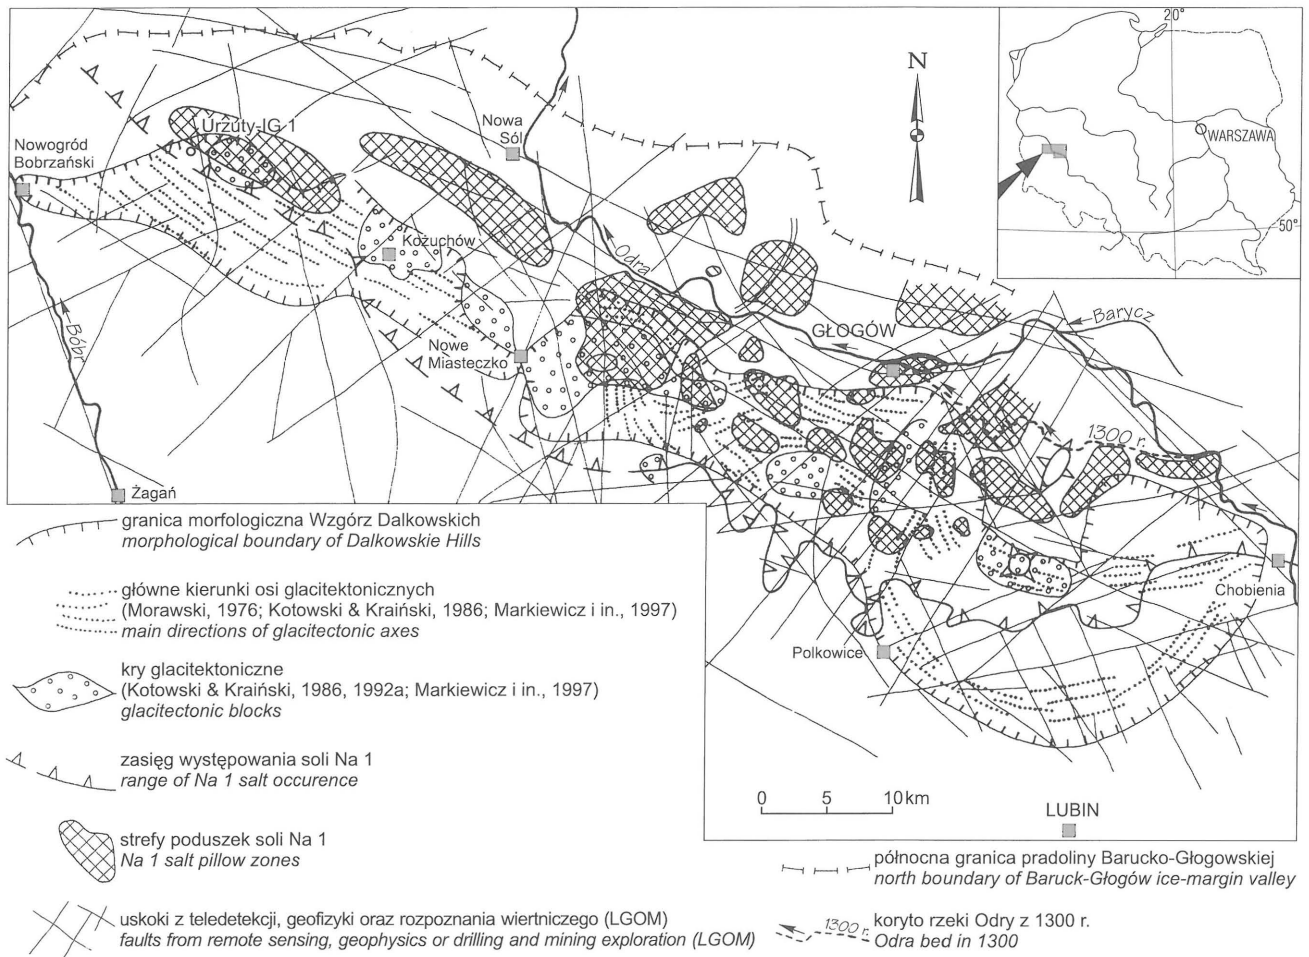 20°
N
WARSZAWA
50°
Urzuty-IG 1
Nowa
Sól
Nowogród
Bobrzański
Kożuchów
Odra
GŁOGÓW
Barycz
Bóbr
Nowe
Miasteczko
1300 r.
Żagań
Chobienia
Polkowice
0 5 10 km
LUBIN
granica morfologiczna Wzgórz Dalkowskich
morphological boundary of Dalkowskie Hills
główne kierunki osi glacitektonicznych
(Morawski, 1976; Kotowski & Kraiński, 1986; Markiewicz i in., 1997)
main directions of glacitectonic axes
kry glacitektoniczne
(Kotowski & Kraiński, 1986, 1992a; Markiewicz i in., 1997)
glacitectonic blocks
zasięg występowania soli Na 1
range of Na 1 salt occurence
strefy poduszek soli Na 1
Na 1 salt pillow zones
uskoki z teledetekcji, geofizyki oraz rozpoznania wiertniczego (LGOM)
faults from remote sensing, geophysics or drilling and mining exploration (LGOM)
północna granica pradoliny Barucko-Głogowskiej
north boundary of Baruck-Głogów ice-margin valley
1300 r.
koryto rzeki Odry z 1300 r.
Odra bed in 1300